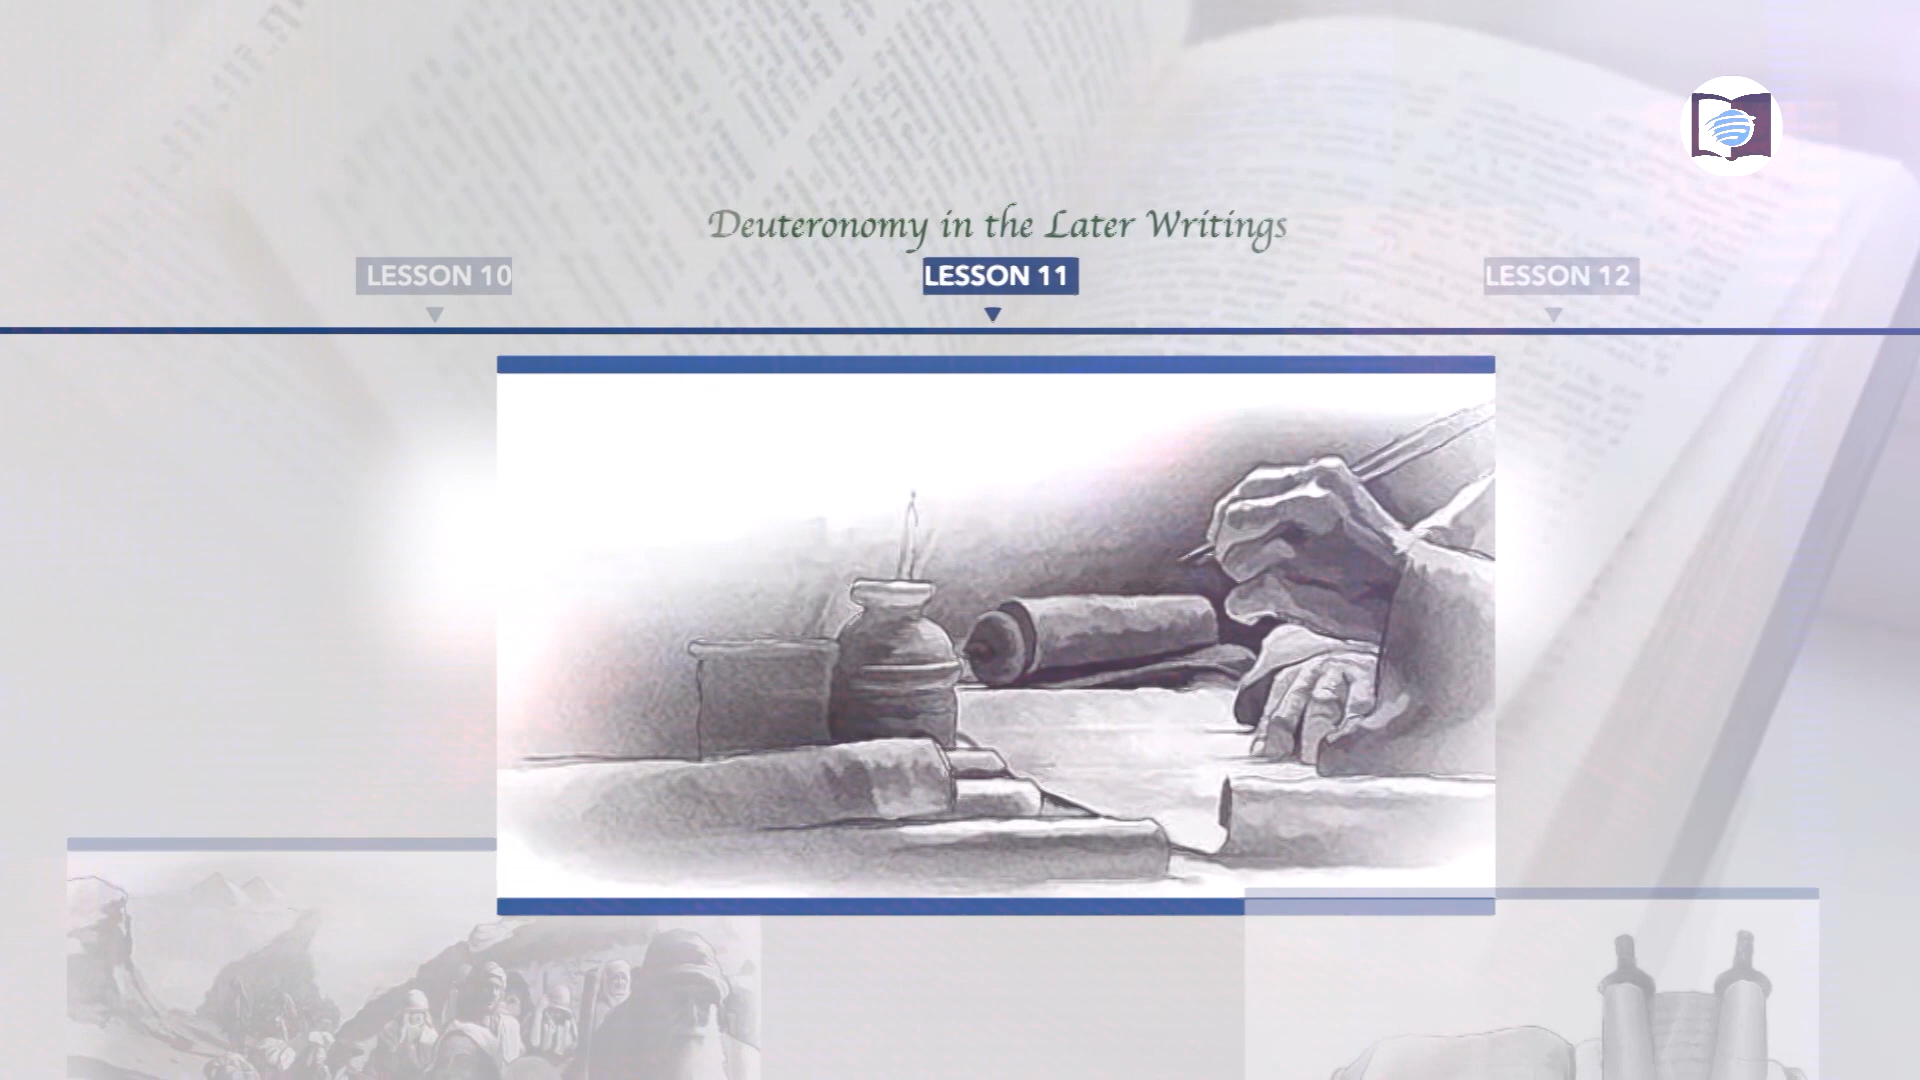 Deuteronomy in the Later Writings
LESSON 10
LESSON 11
LESSON 12